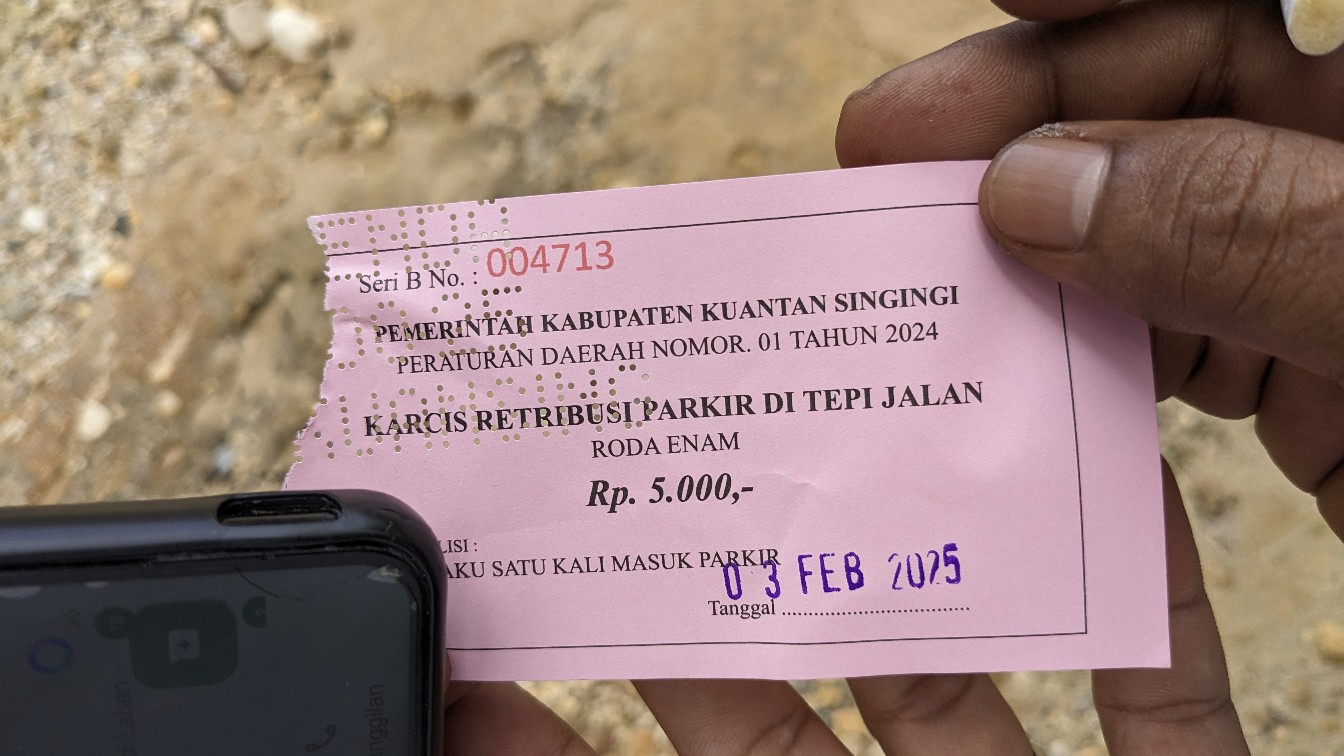 Seri B No. : 004713
PEMERINTAH KABUPATEN KUANTAN SINGINGI
PERATURAN DAERAH NOMOR. 01 TAHUN 2024
KARCIS RETRIBUSI PARKIR DI TEPI JALAN
RODA ENAM
Rp. 5.000,-
LISI :
AKU SATU KALI MASUK PARKIR
03 FEB 2025
Tanggal ....................................